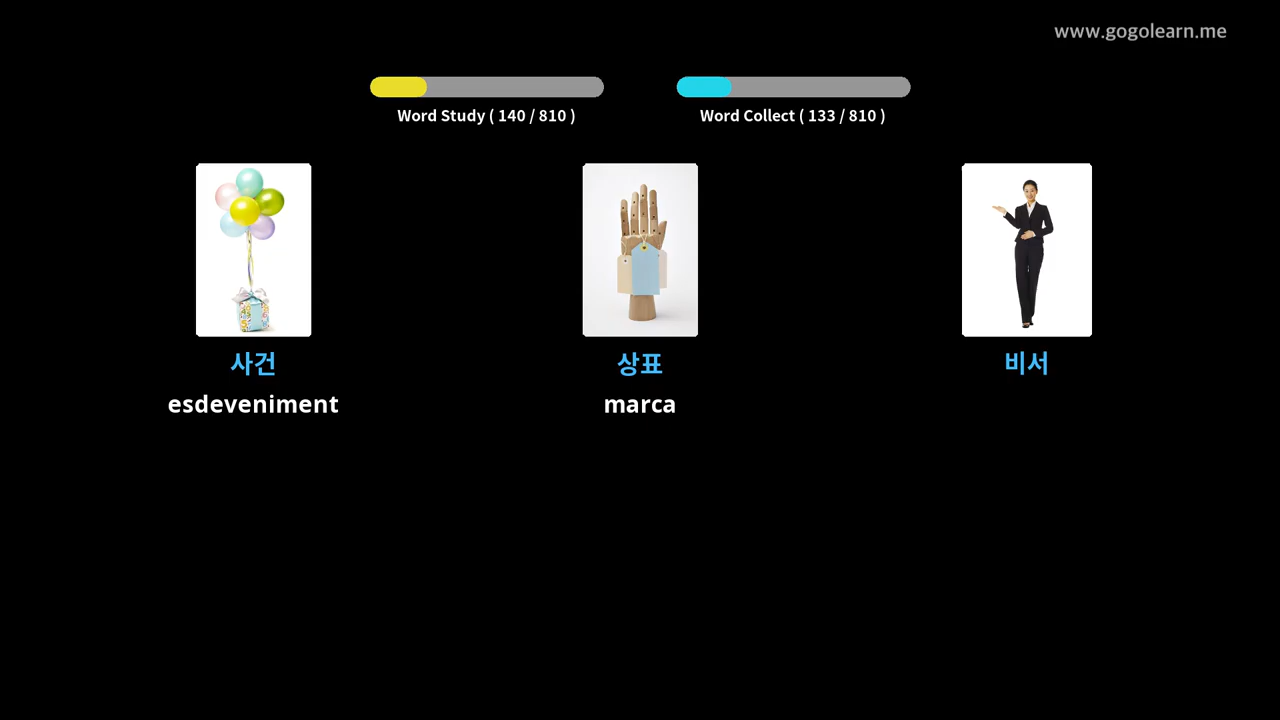 www.gogolearn.me
Word Study ( 140 / 810 )
Word Collect ( 133 / 810 )
사건
상표
비서
esdeveniment
marca